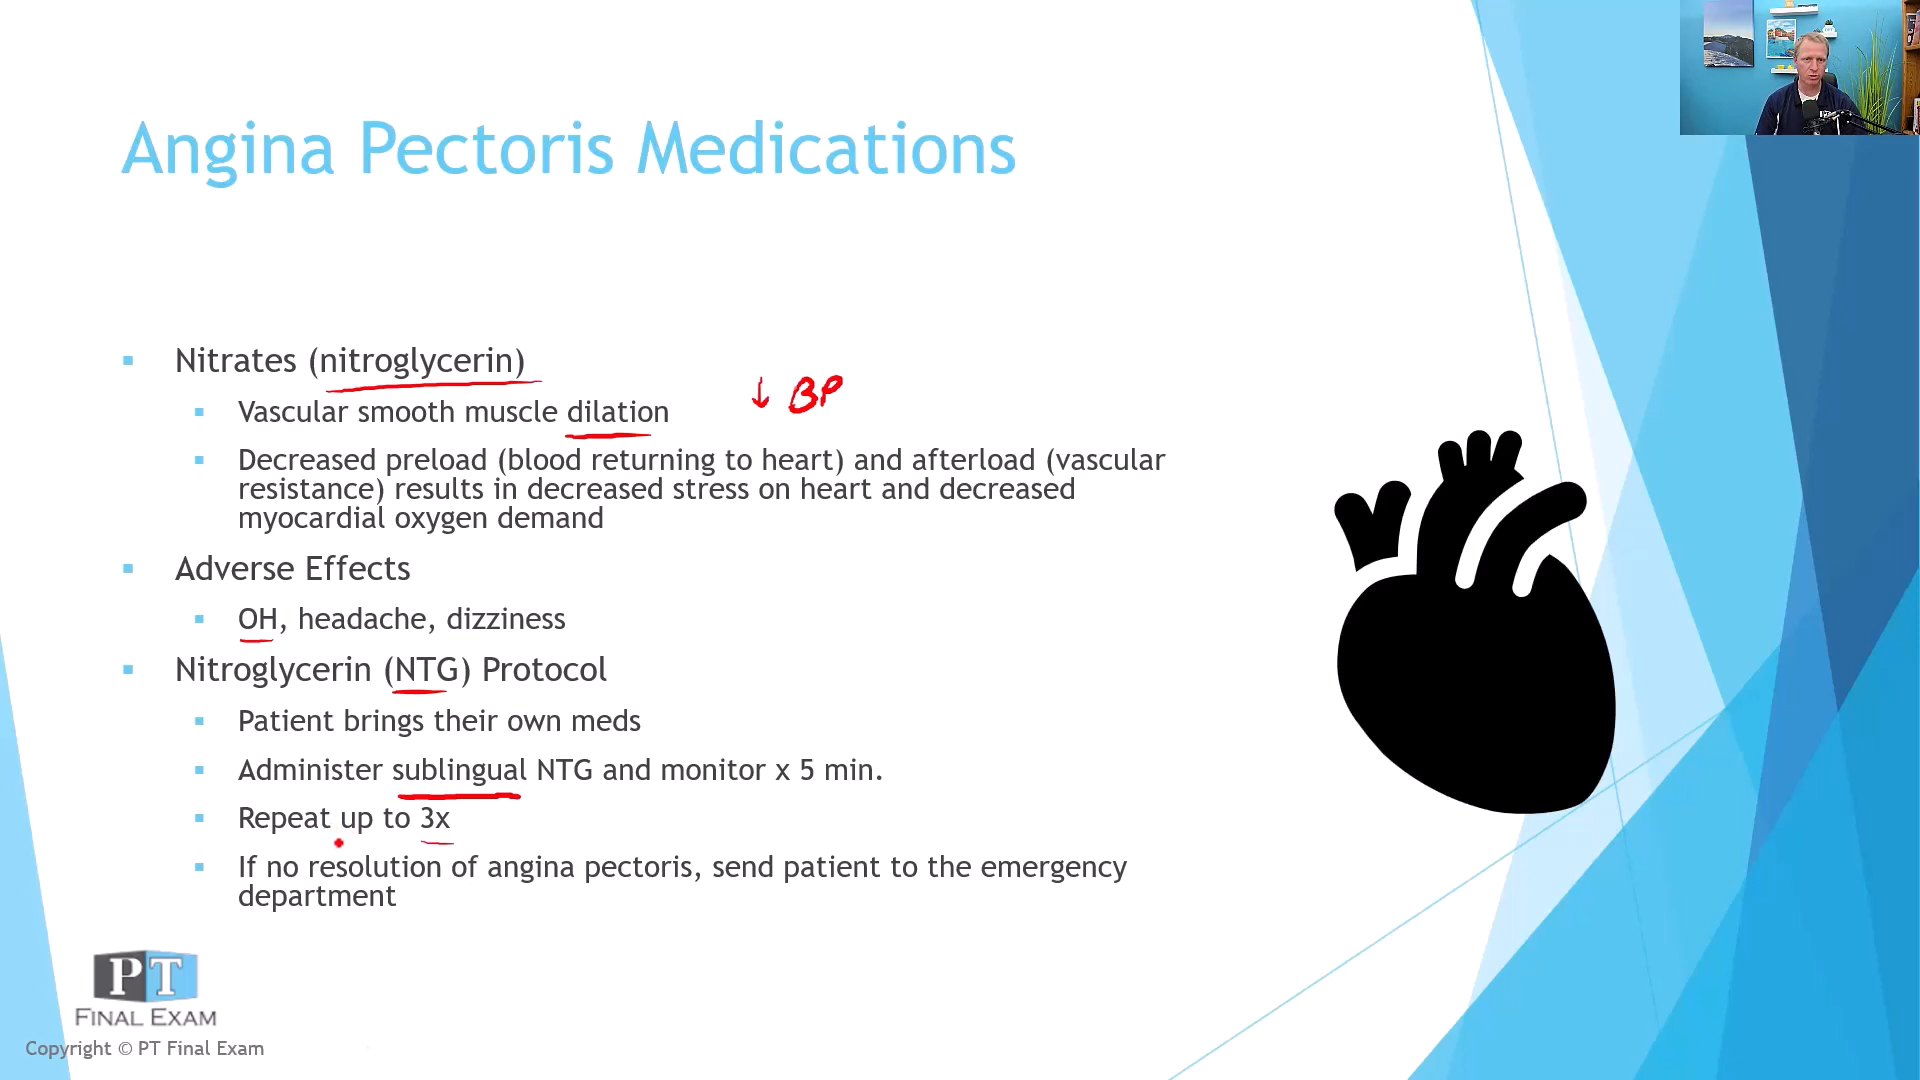 Angina Pectoris Medications
Nitrates (nitroglycerin)
↓ BP
Vascular smooth muscle dilation
Decreased preload (blood returning to heart) and afterload (vascular
resistance) results in decreased stress on heart and decreased
myocardial oxygen demand
Adverse Effects
OH, headache, dizziness
Nitroglycerin (NTG) Protocol
Patient brings their own meds
Administer sublingual NTG and monitor x 5 min.
Repeat up to 3x
If no resolution of angina pectoris, send patient to the emergency
department
PT
FINAL EXAM
Copyright © PT Final Exam